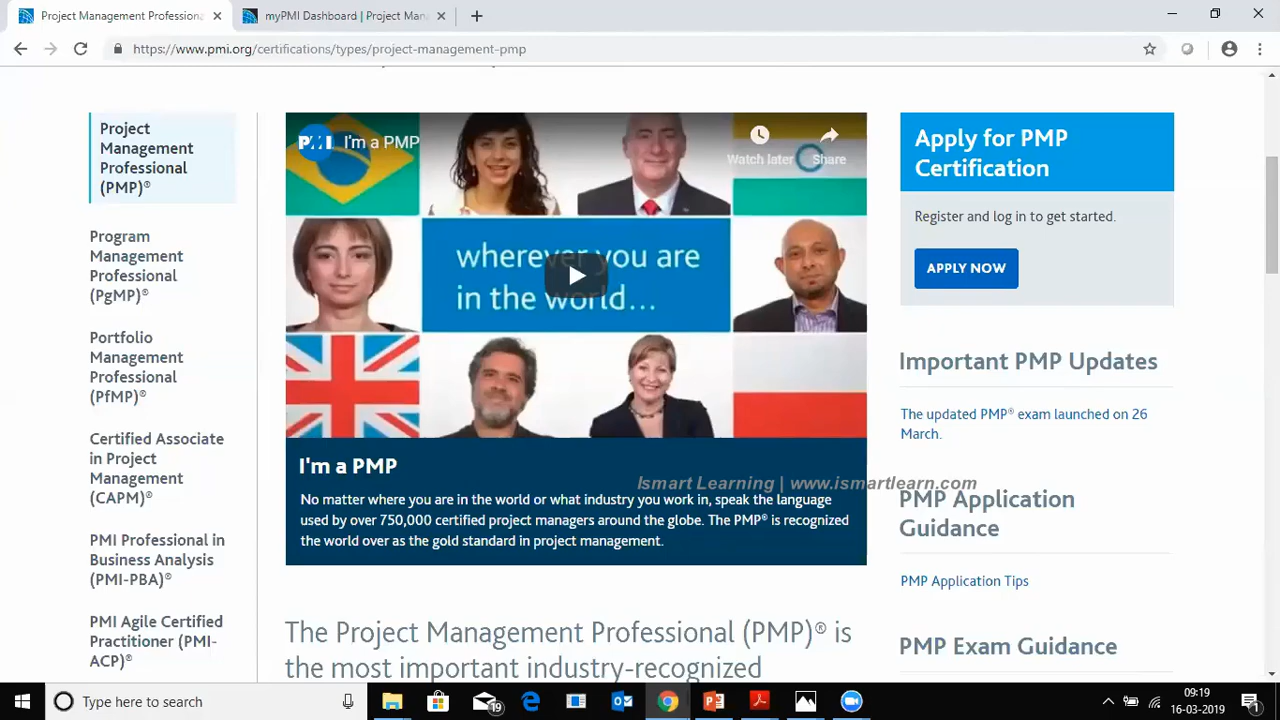 Project Management Professiona
myPMI Dashboard | Project Man
https://www.pmi.org/certifications/types/project-management-pmp
Project
Management
Professional
(PMP)®
Program
Management
Professional
(PgMP)®
Portfolio
Management
Professional
(PfMP)®
Certified Associate
in Project
Management
(CAPM)®
PMI Professional in
Business Analysis
(PMI-PBA)®
PMI Agile Certified
Practitioner (PMI-
ACP)®
PMI
I'm a PMP
Watch later
Share
wherever you are
in the world...
I'm a PMP
No matter where you are in the world or what industry you work in, speak the language
used by over 750,000 certified project managers around the globe. The PMP® is recognized
the world over as the gold standard in project management.
The Project Management Professional (PMP)® is
the most important industry-recognized
Apply for PMP
Certification
Register and log in to get started.
APPLY NOW
Important PMP Updates
The updated PMP® exam launched on 26
March.
Ismart Learning | www.ismartlearn.com
PMP Application
Guidance
PMP Application Tips
PMP Exam Guidance
Type here to search
19
09:19
16-03-2019
1